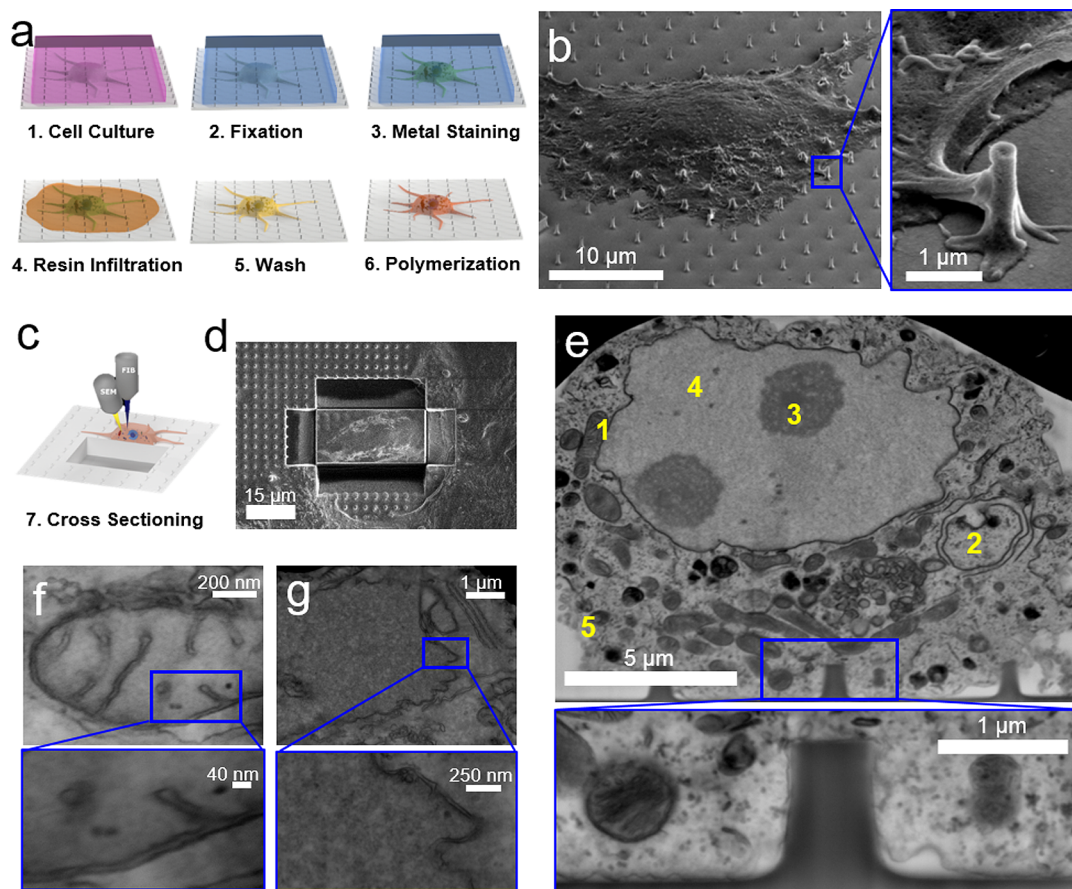 a
1. Cell Culture
2. Fixation
3. Metal Staining
4. Resin Infiltration
5. Wash
6. Polymerization
b
10 µm
1 µm
c
SEM
FIB
7. Cross Sectioning
d
15 µm
e
1
4
3
2
5
5 µm
1 µm
f
200 nm
40 nm
g
1 µm
250 nm